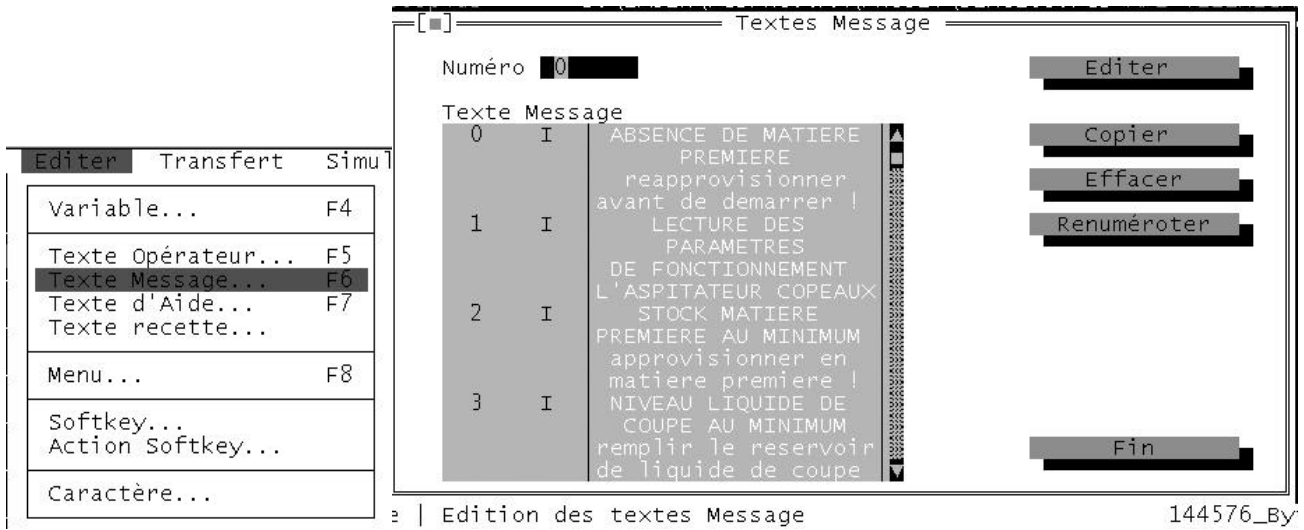 Editer Transfert Simul
Variable... F4
Texte Opérateur... F5
Texte Message... F6
Texte d'Aide... F7
Texte recette...
Menu... F8
Softkey...
Action Softkey...
Caractère...
Textes Message
Numéro 0
Texte Message
0 I ABSENCE DE MATIERE
PREMIERE
reapprovisionner
avant de demarrer !
1 I LECTURE DES
PARAMETRES
DE FONCTIONNEMENT
L'ASPITATEUR COPEAUX
2 I STOCK MATIERE
PREMIERE AU MINIMUM
approvisionner en
matiere premiere !
3 I NIVEAU LIQUIDE DE
COUPE AU MINIMUM
remplir le reservoir
de liquide de coupe
Editer
Copier
Effacer
Renuméroter
Fin
e | Edition des textes Message 144576_By